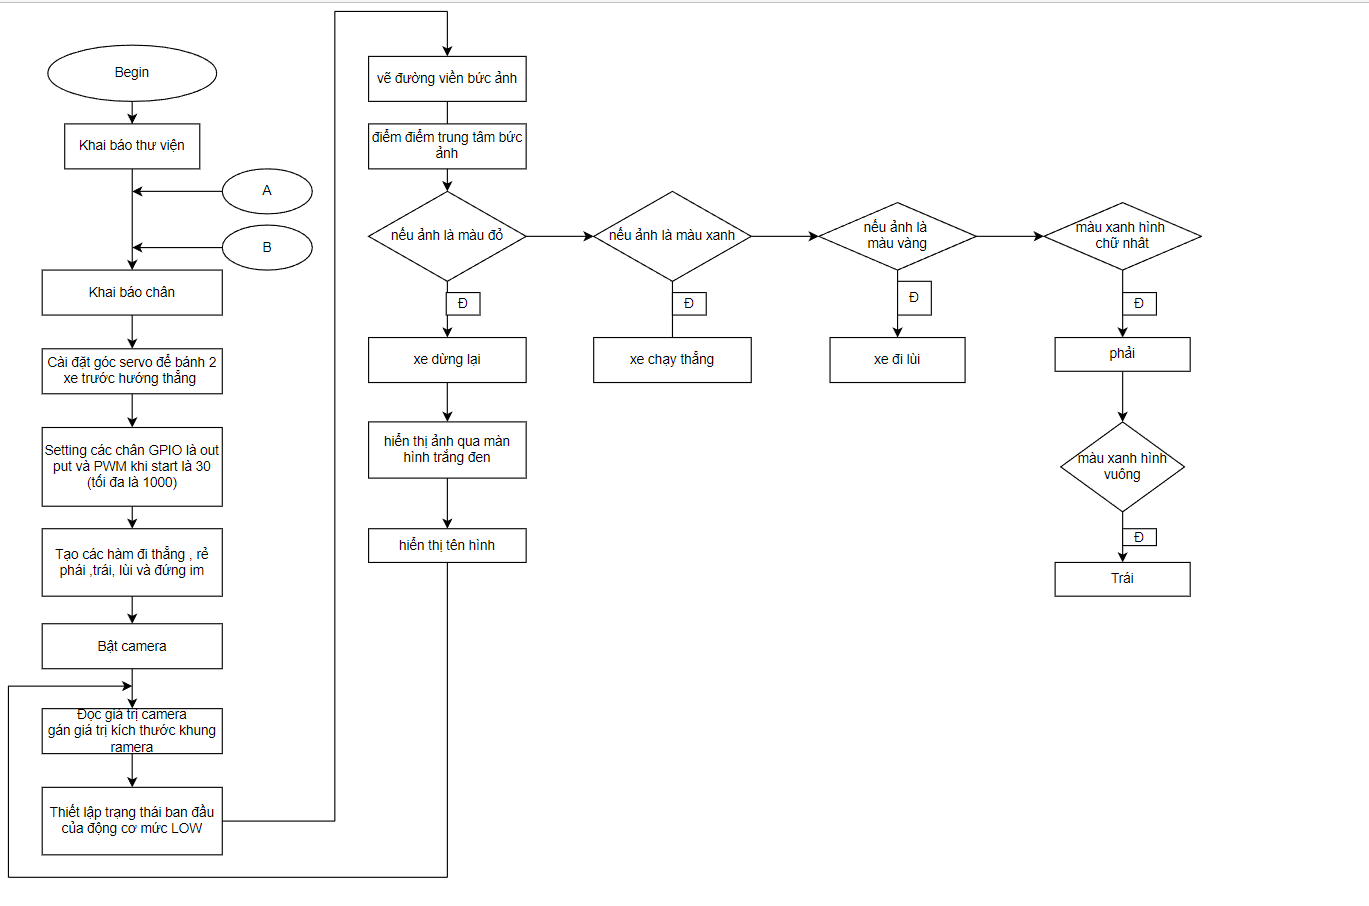 Begin
Khai báo thư viện
A
B
Khai báo chân
Cài đặt góc servo để bánh 2
xe trước hướng thẳng
Setting các chân GPIO là out
put và PWM khi start là 30
(tối đa là 1000)
Tạo các hàm đi thẳng , rẻ
phải ,trái, lùi và đứng im
Bật camera
Đọc giá trị camera
gán giá trị kích thước khung
ramera
Thiết lập trạng thái ban đầu
của động cơ mức LOW
vẽ đường viền bức ảnh
điểm điểm trung tâm bức
ảnh
nếu ảnh là màu đỏ
Đ
xe dừng lại
hiển thị ảnh qua màn
hình trắng đen
hiển thị tên hình
nếu ảnh là màu xanh
Đ
xe chạy thẳng
nếu ảnh là
màu vàng
Đ
xe đi lùi
màu xanh hình
chữ nhât
Đ
phải
màu xanh hình
vuông
Đ
Trái